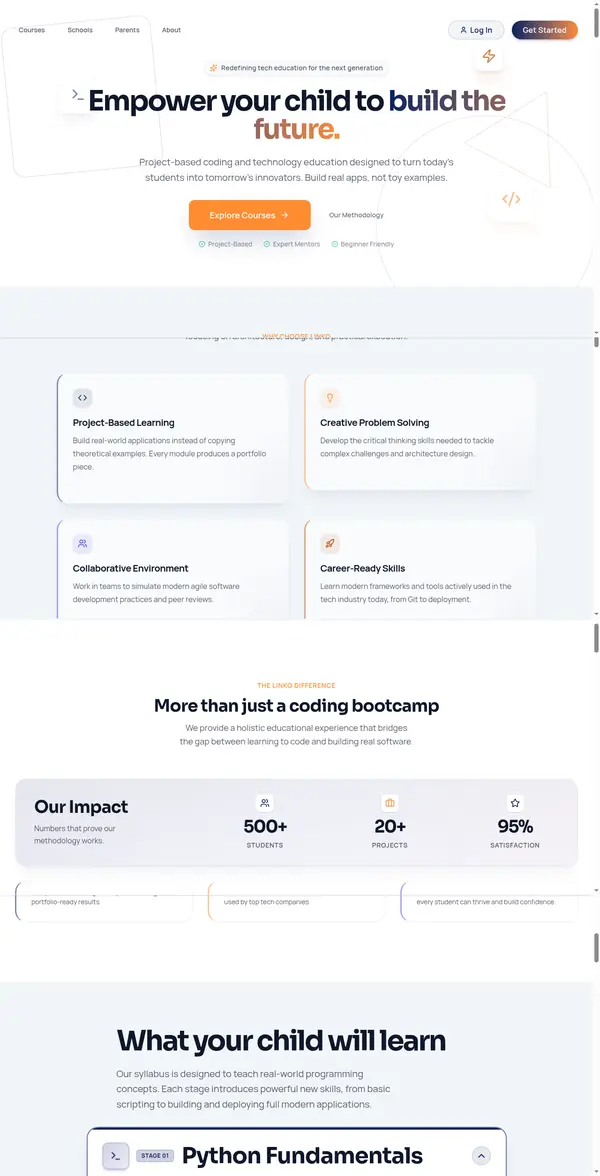 Courses Schools Parents About Log In Get Started
Redefining tech education for the next generation
Empower your child to build the
future.
Project-based coding and technology education designed to turn today's
students into tomorrow's innovators. Build real apps, not toy examples.
Explore Courses → Our Methodology
Project-Based Expert Mentors Beginner Friendly
WHY CHOOSE LINKO
Project-Based Learning
Build real-world applications instead of copying
theoretical examples. Every module produces a portfolio
piece.
Creative Problem Solving
Develop the critical thinking skills needed to tackle
complex challenges and architecture design.
Collaborative Environment
Work in teams to simulate modern agile software
development practices and peer reviews.
Career-Ready Skills
Learn modern frameworks and tools actively used in the
tech industry today, from Git to deployment.
THE LINKO DIFFERENCE
More than just a coding bootcamp
We provide a holistic educational experience that bridges
the gap between learning to code and building real software
Our Impact
Numbers that prove our
methodology works.
500+
STUDENTS
20+
PROJECTS
95%
SATISFACTION
portfolio-ready results.
used by top tech companies
every student can thrive and build confidence.
What your child will learn
Our syllabus is designed to teach real-world programming
concepts. Each stage introduces powerful new skills, from basic
scripting to building and deploying full modern applications.
STAGE 01 Python Fundamentals